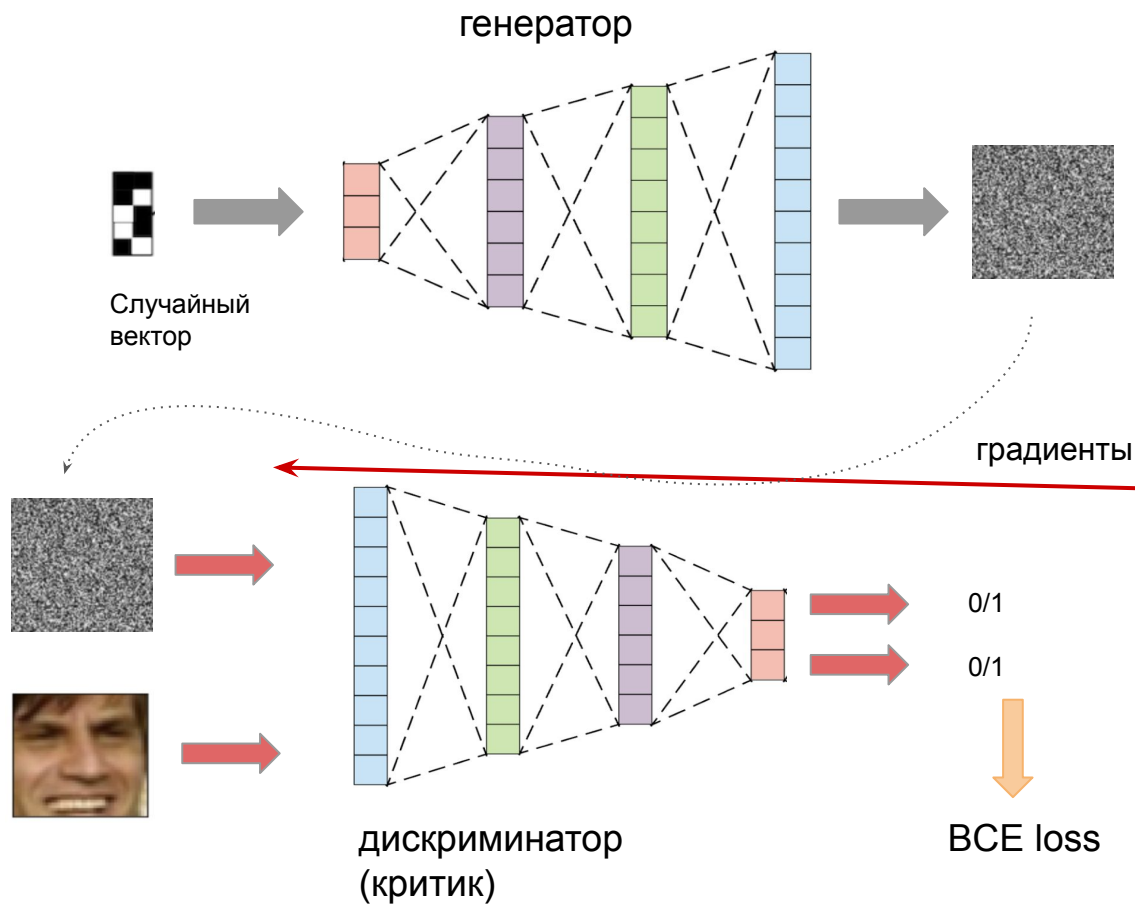 генератор
Случайный
вектор
градиенты
0/1
0/1
дискриминатор
(критик)
BCE loss